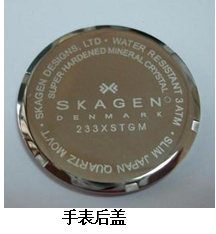 SKAGEN DESIGNS, LTD • WATER RESISTANT 3ATM • SLIM JAPAN QUARTZ MOV'T •
SUPER HARDENED MINERAL CRYSTAL
SKAGEN
DENMARK
233XSTGM
手表后盖